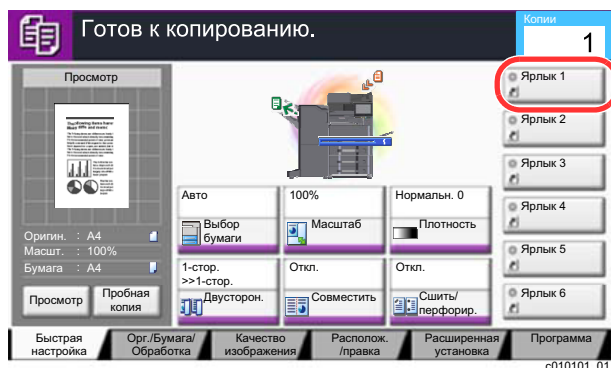 Готов к копированию.
Копии
1
Просмотр
Оригин. : A4
Масшт. : 100%
Бумага : A4
Просмотр
Пробная
копия
Авто
Выбор
бумаги
100%
Масштаб
Нормальн. 0
Плотность
1-стор.
>>1-стор.
Двусторон.
Откл.
Совместить
Откл.
Сшить/
перфорир.
Ярлык 1
Ярлык 2
Ярлык 3
Ярлык 4
Ярлык 5
Ярлык 6
Быстрая
настройка
Орг./Бумага/
Обработка
Качество
изображения
Располож.
/правка
Расширенная
установка
Программа
c010101_01